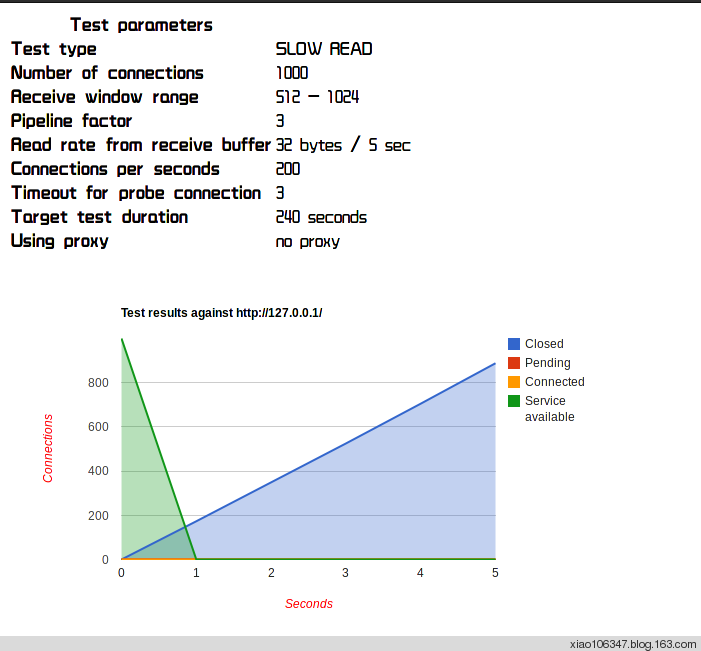 Test parameters
Test type SLOW READ
Number of connections 1000
Receive window range 512 - 1024
Pipeline factor 3
Read rate from receive buffer 32 bytes / 5 sec
Connections per seconds 200
Timeout for probe connection 3
Target test duration 240 seconds
Using proxy no proxy
Test results against http://127.0.0.1/
Closed
Pending
Connected
Service
available
800
600
400
200
0
Connections
0 1 2 3 4 5
Seconds
xiao106347.blog.163.com